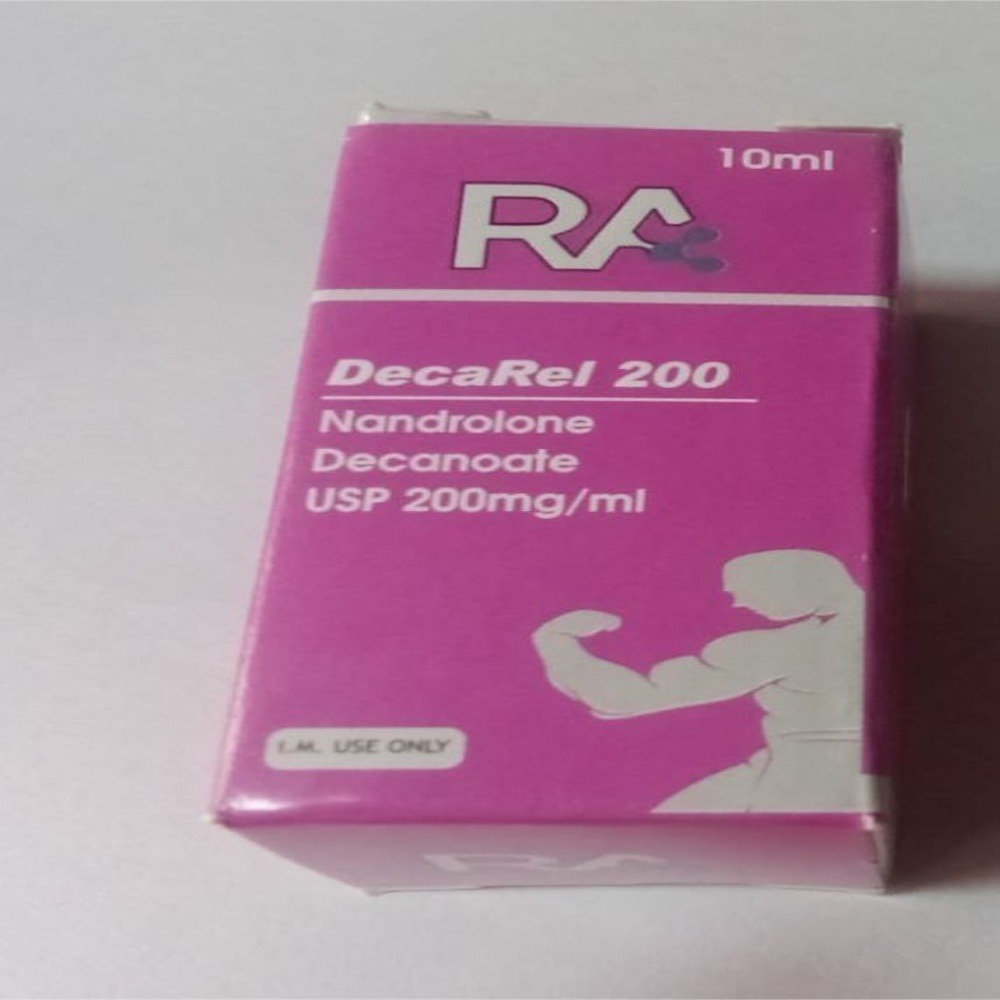 10ml
RA
DecaRel 200
Nandrolone
Decanoate
USP 200mg/ml
I.M. USE ONLY
RA